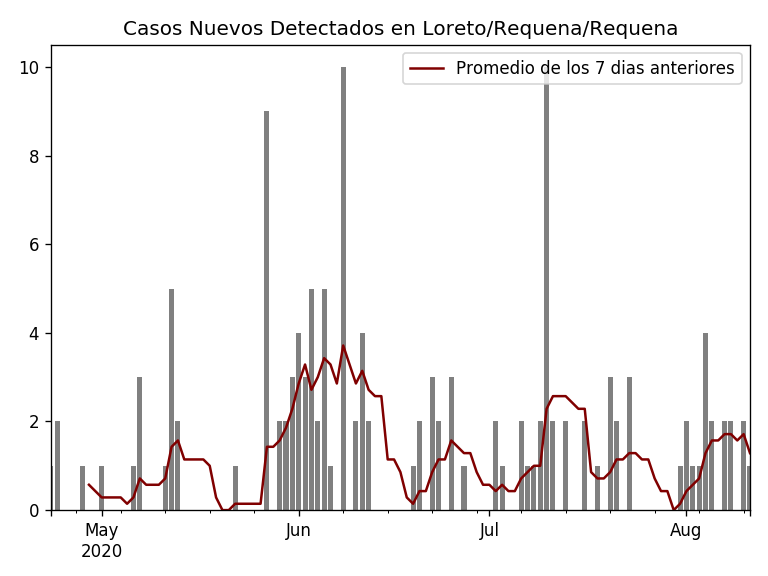 Casos Nuevos Detectados en Loreto/Requena/Requena
Promedio de los 7 dias anteriores
10
8
6
4
2
0
May Jun Jul Aug
2020